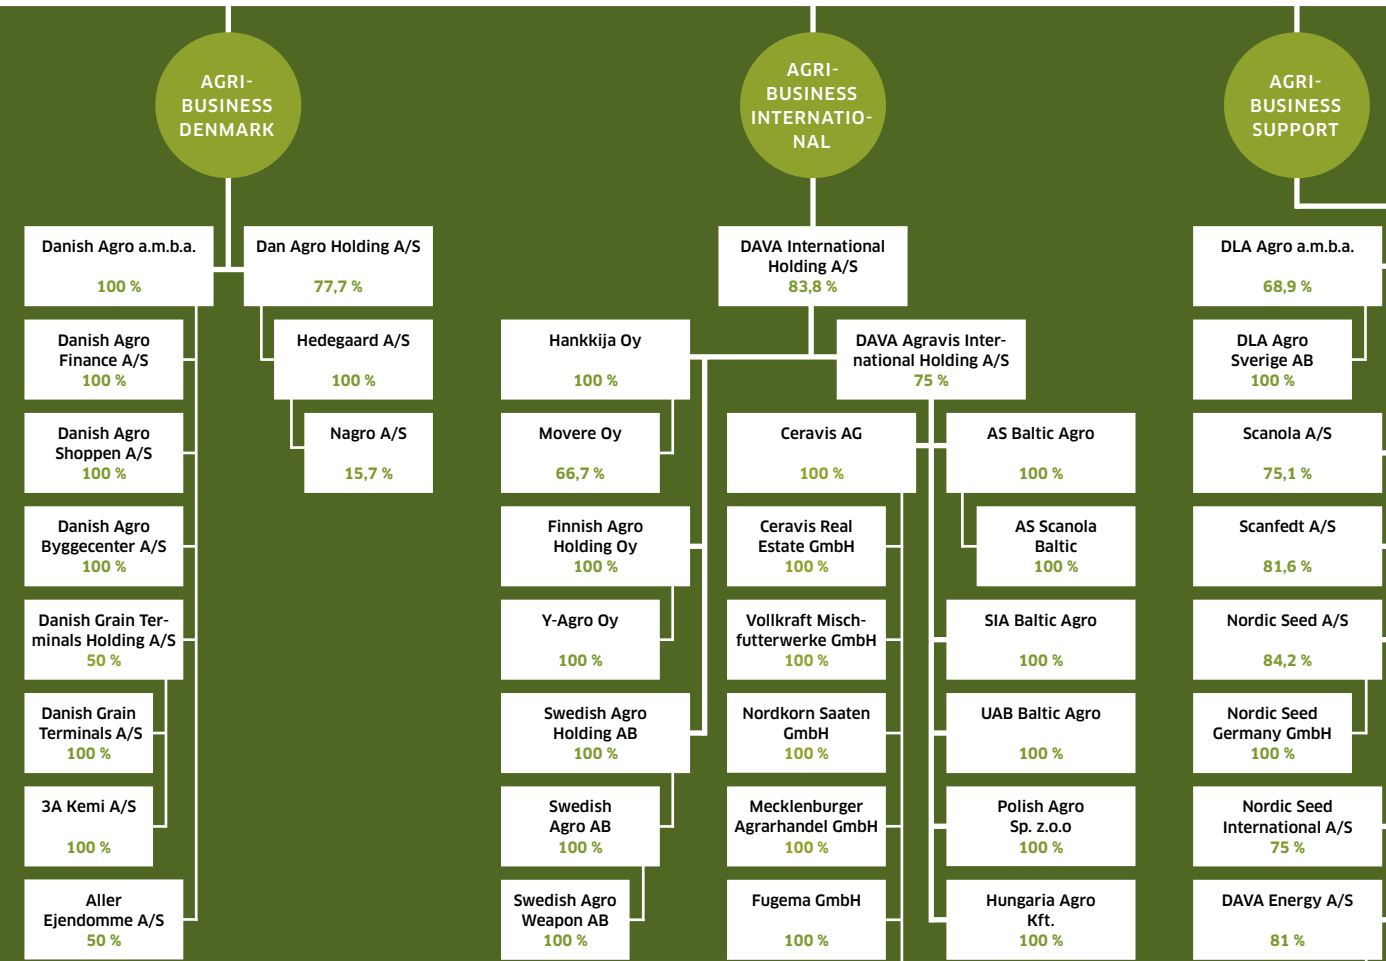 AGRI-
BUSINESS
DENMARK
Danish Agro a.m.b.a.
100 %
Dan Agro Holding A/S
77,7 %
Danish Agro
Finance A/S
100 %
Hedegaard A/S
100 %
Danish Agro
Shoppen A/S
100 %
Nagro A/S
15,7 %
Danish Agro
Byggecenter A/S
100 %
Danish Grain Ter-
minals Holding A/S
50 %
Danish Grain
Terminals A/S
100 %
3A Kemi A/S
100 %
Aller
Ejendomme A/S
50 %
AGRI-
BUSINESS
INTERNATIO-
NAL
DAVA International
Holding A/S
83,8 %
Hankkija Oy
100 %
DAVA Agravis Inter-
national Holding A/S
75 %
Movere Oy
66,7 %
Finnish Agro
Holding Oy
100 %
Y-Agro Oy
100 %
Swedish Agro
Holding AB
100 %
Swedish
Agro AB
100 %
Swedish Agro
Weapon AB
100 %
Ceravis AG
100 %
Ceravis Real
Estate GmbH
100 %
Vollkraft Misch-
futterwerke GmbH
100 %
Nordkorn Saaten
GmbH
100 %
Mecklenburger
Agrarhandel GmbH
100 %
Fugema GmbH
100 %
AS Baltic Agro
100 %
AS Scanola
Baltic
100 %
SIA Baltic Agro
100 %
UAB Baltic Agro
100 %
Polish Agro
Sp. z.o.o
100 %
Hungaria Agro
Kft.
100 %
AGRI-
BUSINESS
SUPPORT
DLA Agro a.m.b.a.
68,9 %
DLA Agro
Sverige AB
100 %
Scanola A/S
75,1 %
Scanfedt A/S
81,6 %
Nordic Seed A/S
84,2 %
Nordic Seed
Germany GmbH
100 %
Nordic Seed
International A/S
75 %
DAVA Energy A/S
81 %